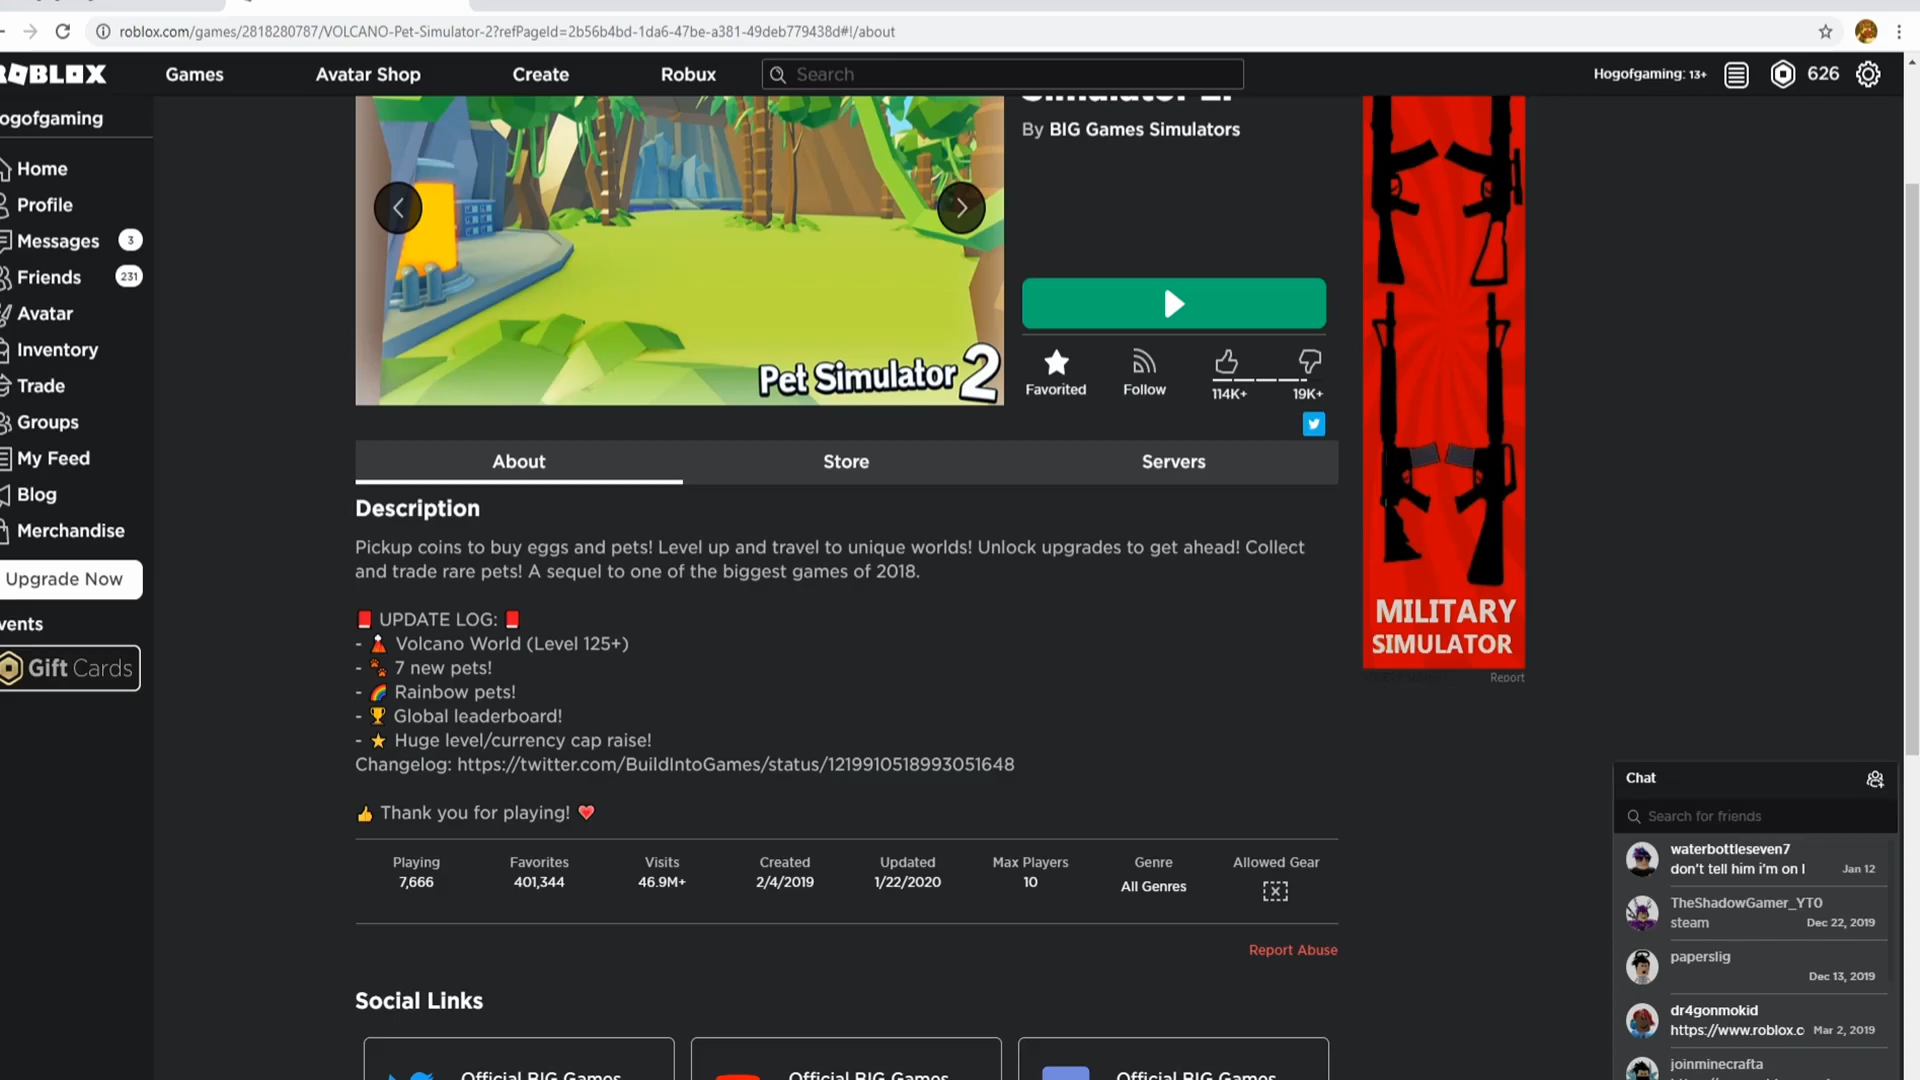 roblox.com/games/2818280787/VOLCANO-Pet-Simulator-2?refPageId=2b56b4bd-1da6-47be-a381-49deb779438d#!/about
ROBLOX
Games
Avatar Shop
Create
Robux
Search
Hogofgaming: 13+
626
ogofgaming
Home
Profile
Messages
3
Friends
231
Avatar
Inventory
Trade
Groups
My Feed
Blog
Merchandise
Upgrade Now
vents
Gift Cards
Simulator 2!
By BIG Games Simulators
Pet Simulator 2
Favorited
Follow
114K+
19K+
About
Store
Servers
Description
Pickup coins to buy eggs and pets! Level up and travel to unique worlds! Unlock upgrades to get ahead! Collect
and trade rare pets! A sequel to one of the biggest games of 2018.
📕 UPDATE LOG: 📕
- 🌋 Volcano World (Level 125+)
- 🐾 7 new pets!
- 🌈 Rainbow pets!
- 🏆 Global leaderboard!
- ⭐ Huge level/currency cap raise!
Changelog: https://twitter.com/BuildIntoGames/status/1219910518993051648
👍 Thank you for playing! ❤️
Playing
Favorites
Visits
Created
Updated
Max Players
Genre
Allowed Gear
7,666
401,344
46.9M+
2/4/2019
1/22/2020
10
All Genres
Report Abuse
Social Links
Official BIG Games
Official BIG Games
Official BIG Games
MILITARY
SIMULATOR
Report
Chat
Search for friends
waterbottleseven7
don't tell him i'm on l
Jan 12
TheShadowGamer_YT0
steam
Dec 22, 2019
paperslig
Dec 13, 2019
dr4gonmokid
https://www.roblox.c
Mar 2, 2019
joinminecrafta